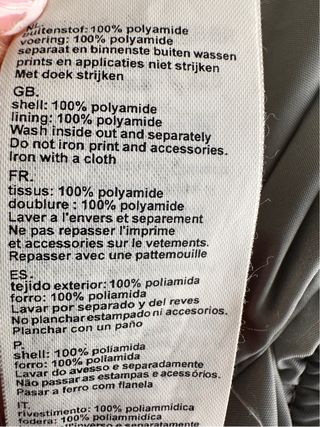 NL.
buitenstof: 100% polyamide
voering: 100% polyamide
separaat en binnenste buiten wassen
prints en applicaties niet strijken
Met doek strijken
GB.
shell: 100% polyamide
lining: 100% polyamide
Wash inside out and separately
Do not iron print and accessories.
Iron with a cloth
FR.
tissus: 100% polyamide
doublure : 100% polyamide
Laver a l'envers et separement
Ne pas repasser l'imprime
et accessories sur le vetements.
Repasser avec une pattemouille
ES.
tejido exterior: 100% poliamida
forro: 100% poliamida
Lavar por separado y del reves
No planchar estampado ni accesorios.
Planchar con un paño
P.
shell: 100% poliamida
forro: 100% poliamida
Lavar do avesso e separadamente
Não passar as estampas e acessórios.
Pasar a ferro com flanela
IT.
rivestimento: 100% poliammidica
fodera: 100% poliammidica
l'inverso e separatamente